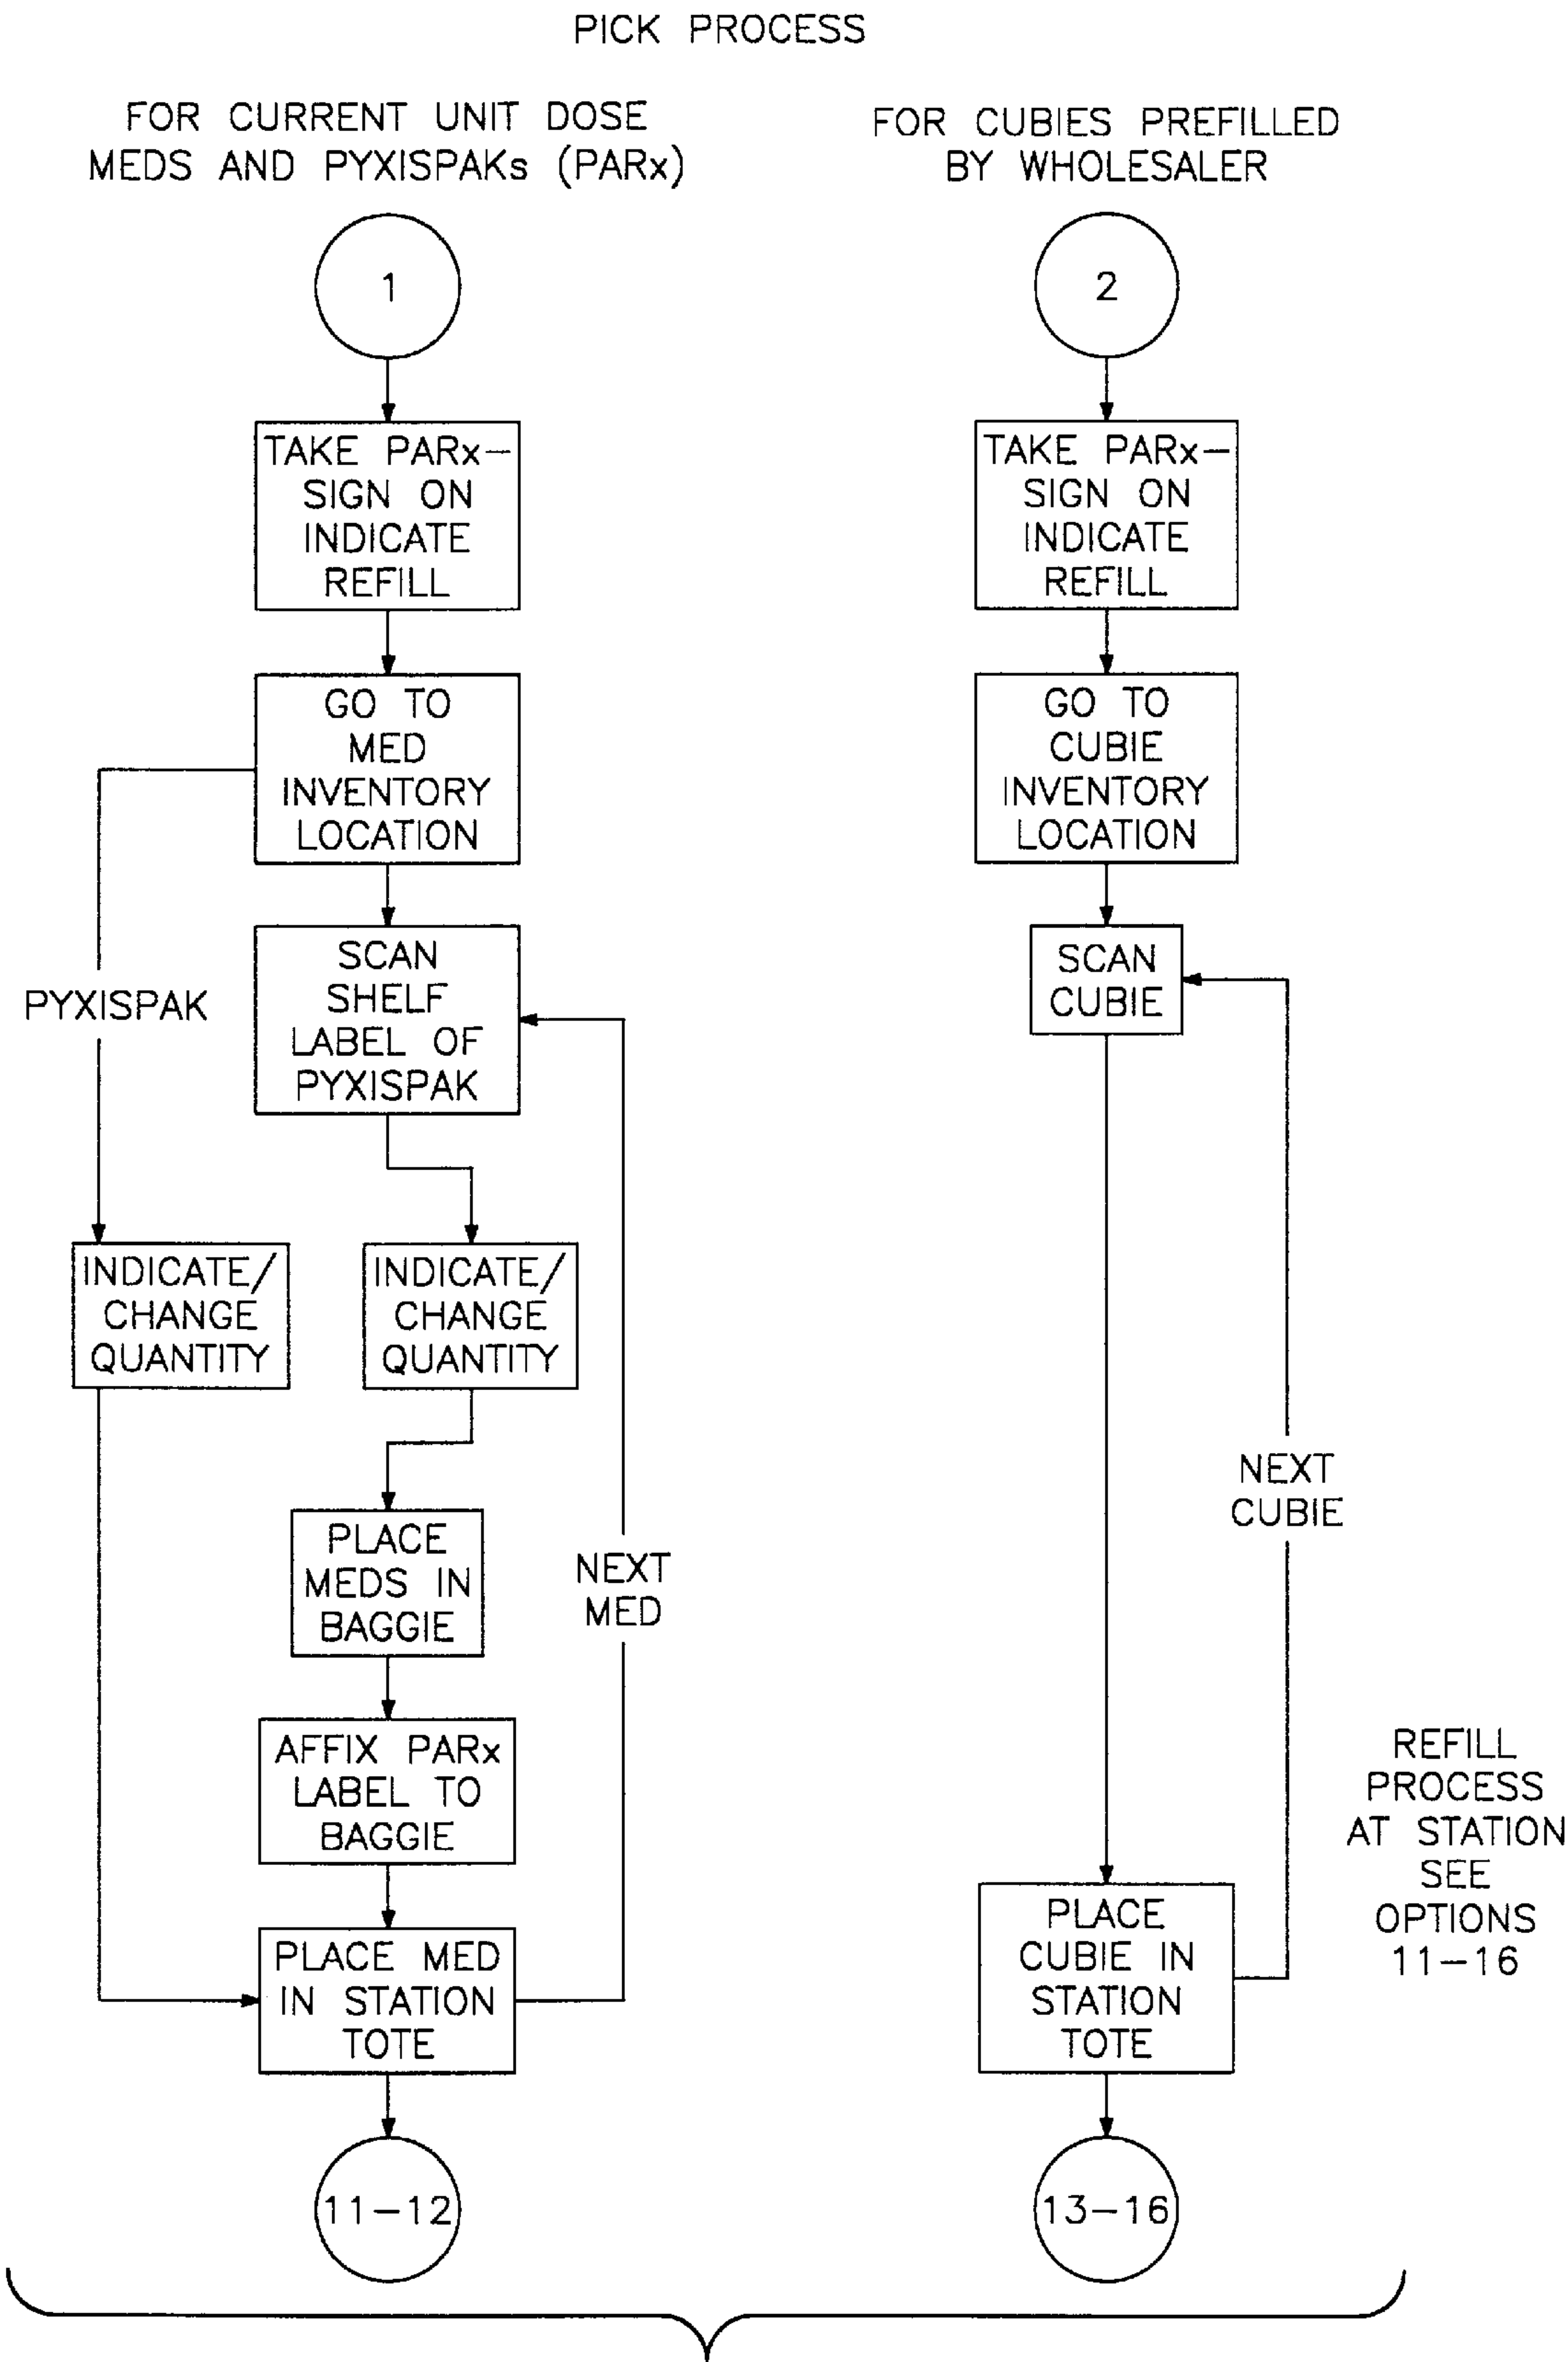 PICK PROCESS
FOR CURRENT UNIT DOSE
MEDS AND PYXISPAKs (PARx)
1
TAKE PARx-
SIGN ON
INDICATE
REFILL
GO TO
MED
INVENTORY
LOCATION
PYXISPAK
SCAN
SHELF
LABEL OF
PYXISPAK
INDICATE/
CHANGE
QUANTITY
INDICATE/
CHANGE
QUANTITY
PLACE
MEDS IN
BAGGIE
NEXT
MED
AFFIX PARx
LABEL TO
BAGGIE
PLACE MED
IN STATION
TOTE
11-12
FOR CUBIES PREFILLED
BY WHOLESALER
2
TAKE PARx-
SIGN ON
INDICATE
REFILL
GO TO
CUBIE
INVENTORY
LOCATION
SCAN
CUBIE
NEXT
CUBIE
PLACE
CUBIE IN
STATION
TOTE
13-16
REFILL
PROCESS
AT STATION
SEE
OPTIONS
11-16